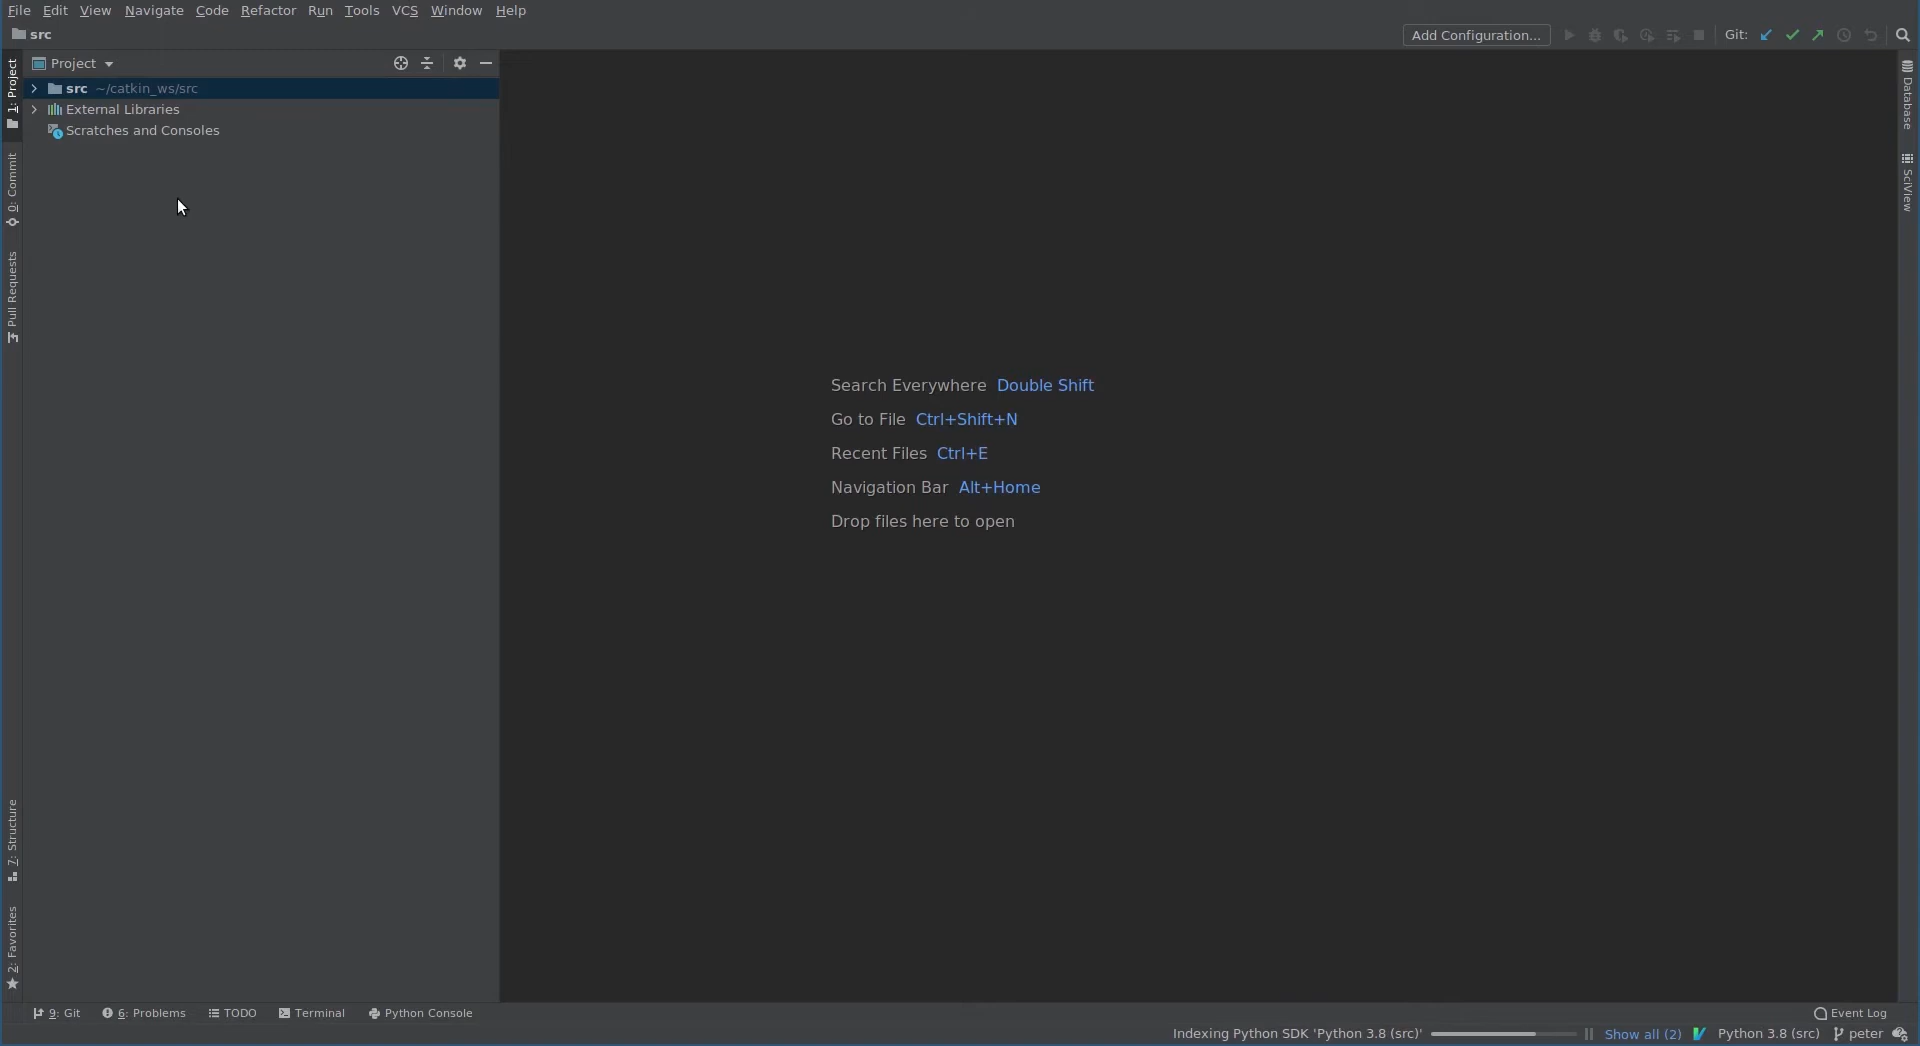 File Edit View Navigate Code Refactor Run Tools VCS Window Help
src
Add Configuration...
Git:
Project
src ~/catkin_ws/src
External Libraries
Scratches and Consoles
1: Project
0: Commit
Pull Requests
7: Structure
2: Favorites
Search Everywhere Double Shift
Go to File Ctrl+Shift+N
Recent Files Ctrl+E
Navigation Bar Alt+Home
Drop files here to open
Database
SciView
9: Git 6: Problems TODO Terminal Python Console
Event Log
Indexing Python SDK 'Python 3.8 (src)' Show all (2) Python 3.8 (src) peter